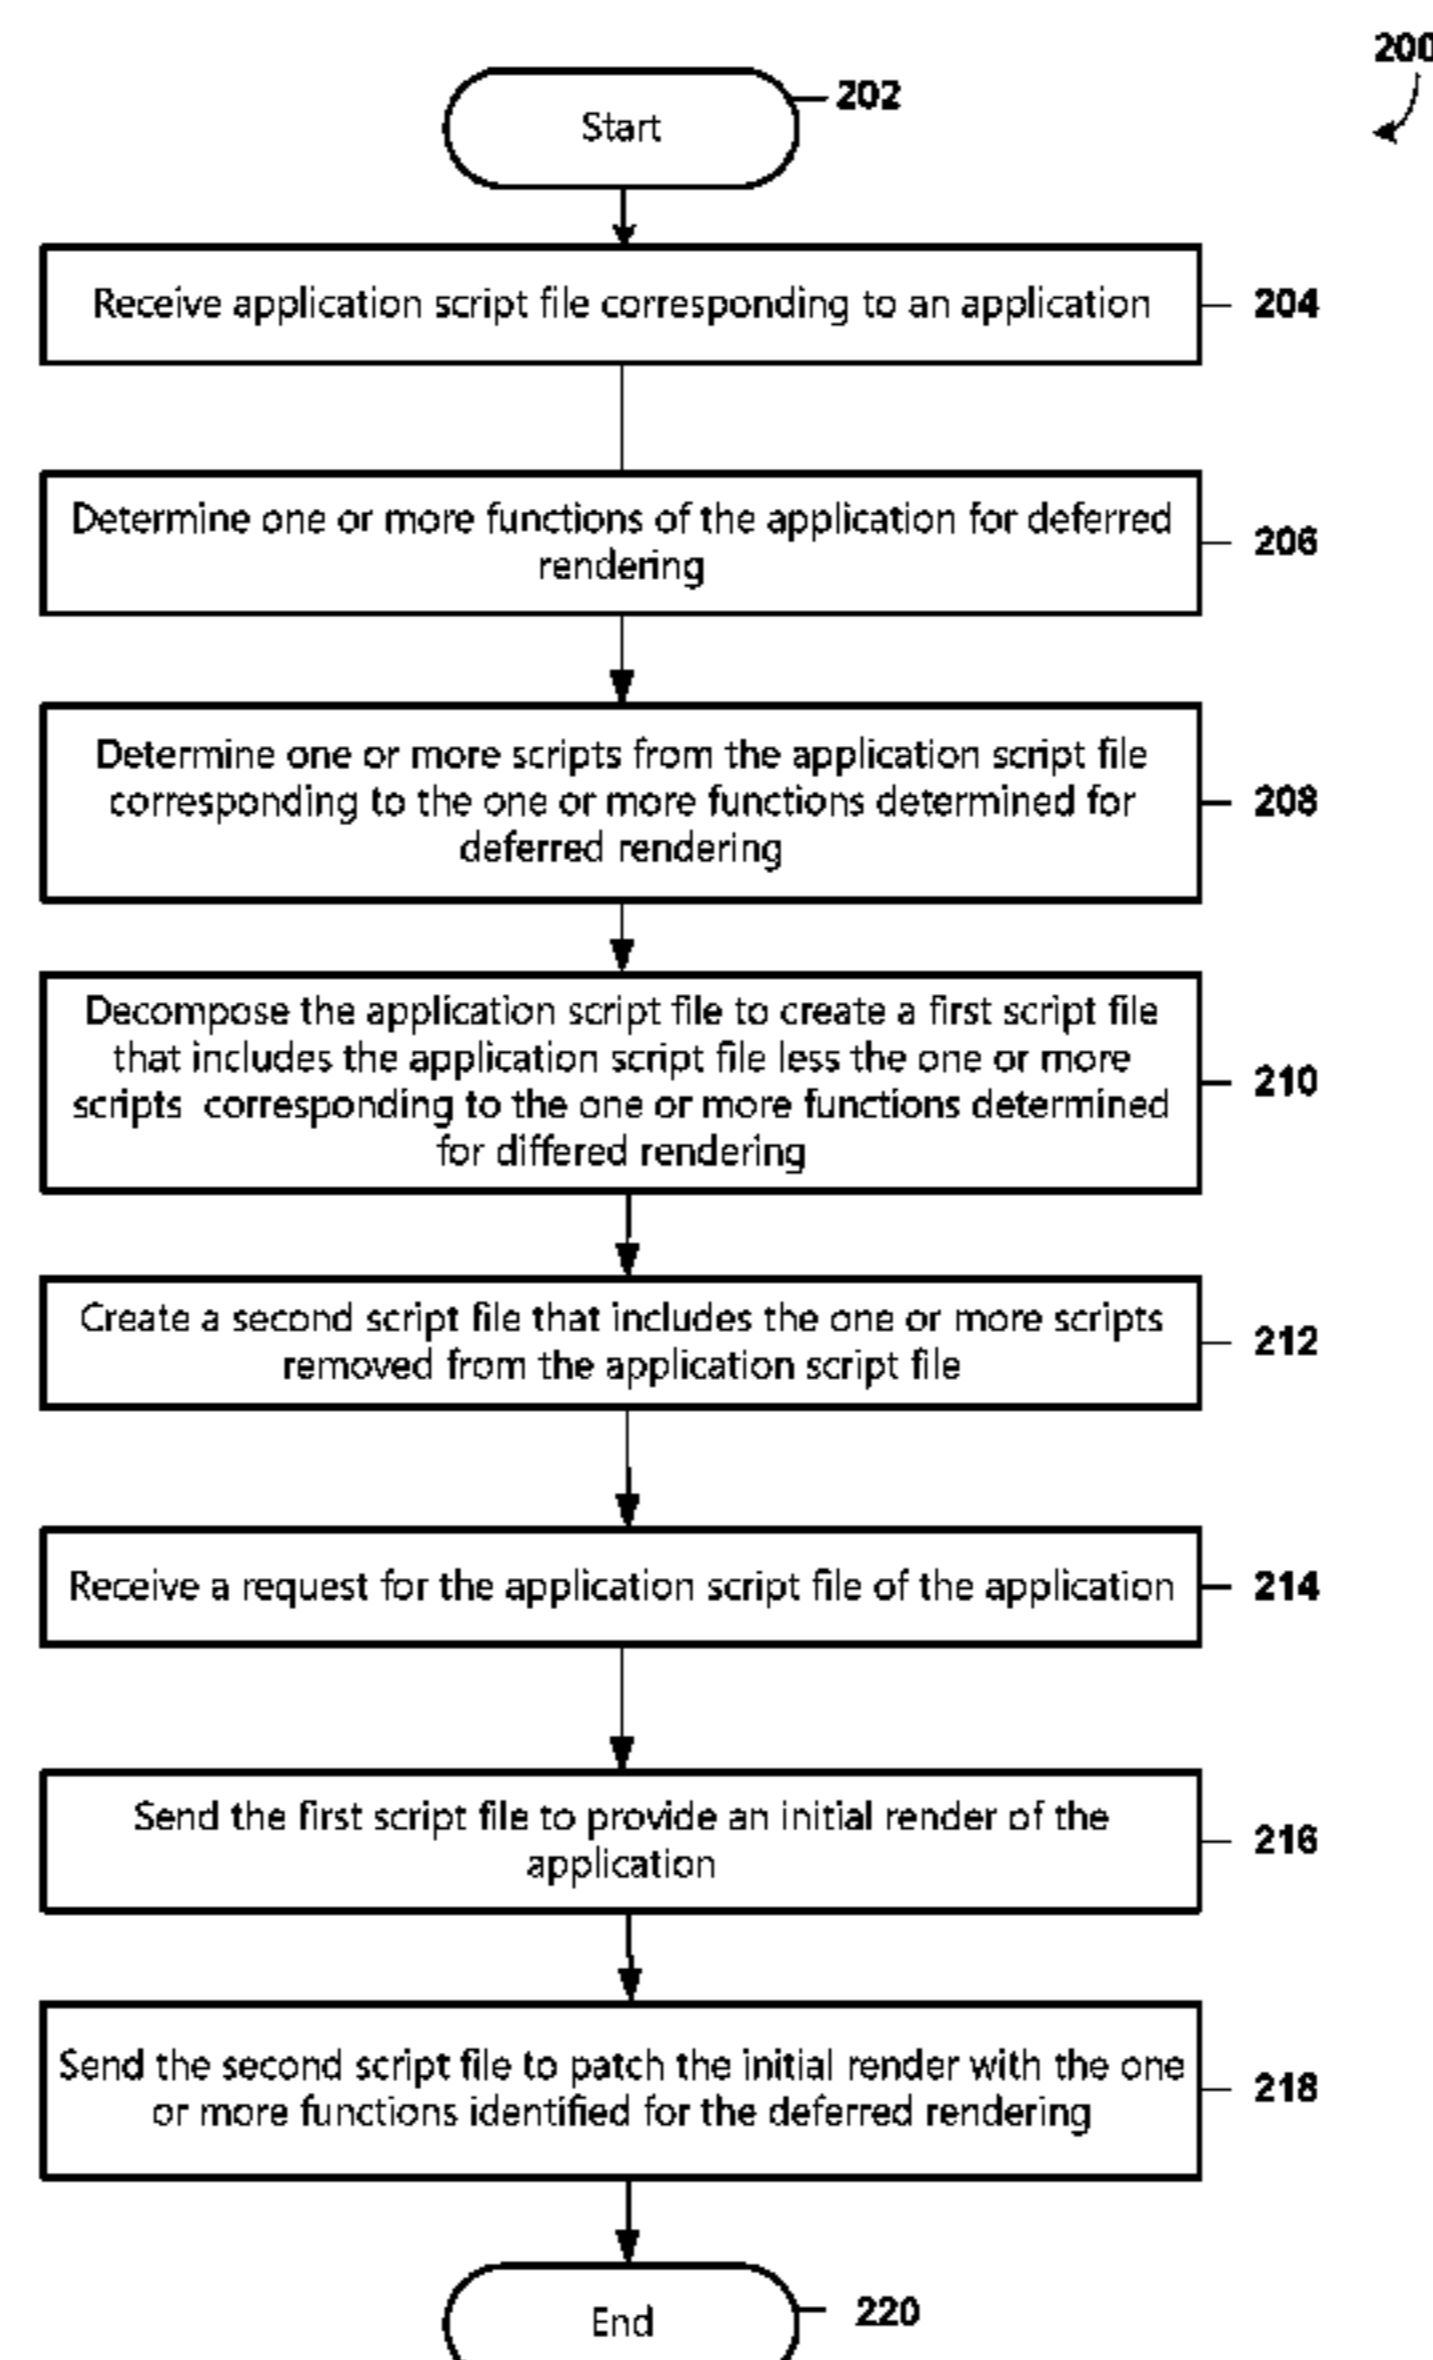 200
Start
202
Receive application script file corresponding to an application
204
Determine one or more functions of the application for deferred
rendering
206
Determine one or more scripts from the application script file
corresponding to the one or more functions determined for
deferred rendering
208
Decompose the application script file to create a first script file
that includes the application script file less the one or more
scripts corresponding to the one or more functions determined
for differed rendering
210
Create a second script file that includes the one or more scripts
removed from the application script file
212
Receive a request for the application script file of the application
214
Send the first script file to provide an initial render of the
application
216
Send the second script file to patch the initial render with the one
or more functions identified for the deferred rendering
218
End
220